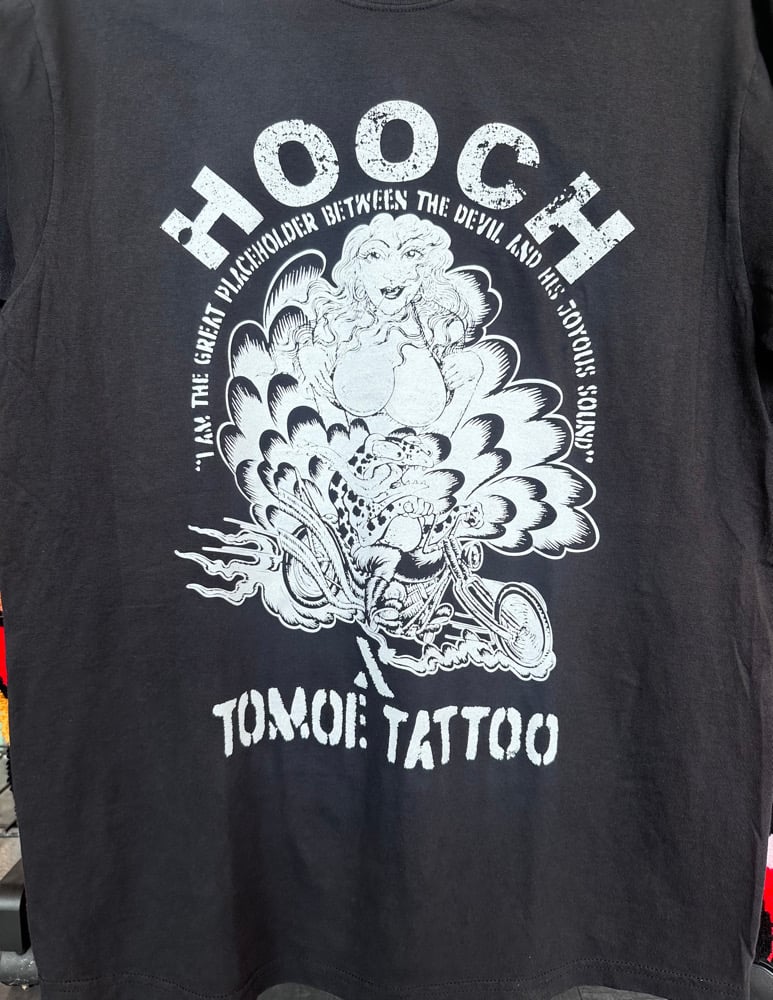 HOOCH
"I AM THE GREAT PLACEHOLDER BETWEEN THE DEVIL AND HIS JOYOUS SOUND"
X
TOMOE TATTOO